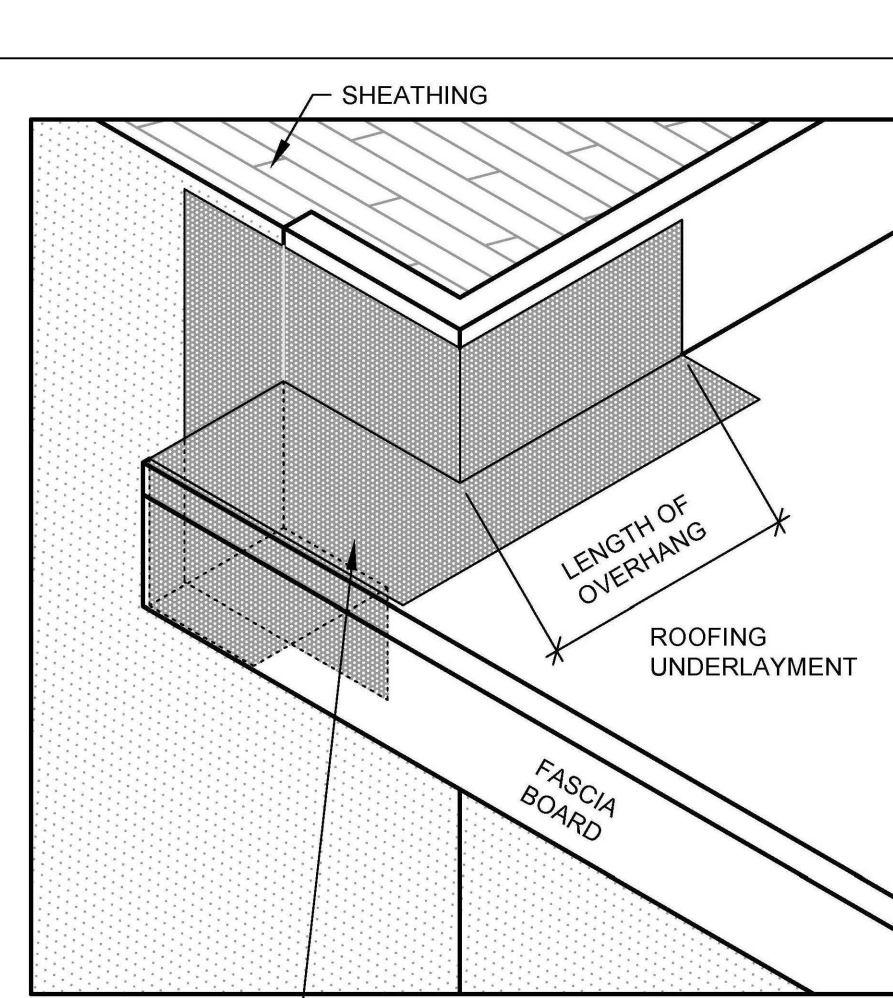 SHEATHING
LENGTH OF
OVERHANG
ROOFING
UNDERLAYMENT
FASCIA
BOARD